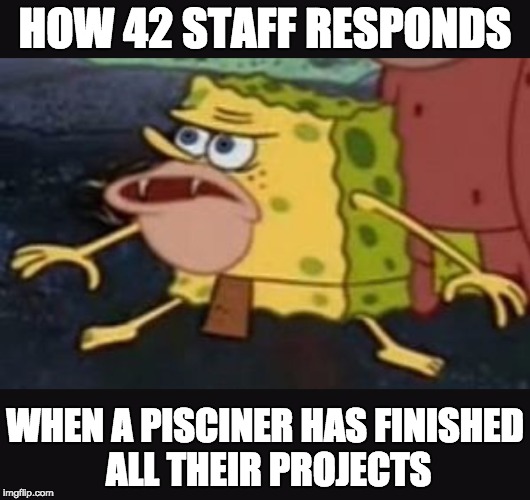 HOW 42 STAFF RESPONDS
WHEN A PISCINER HAS FINISHED
ALL THEIR PROJECTS
imgflip.com